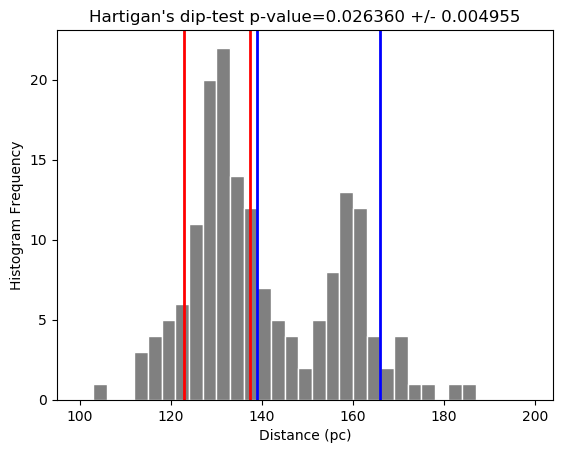 Hartigan's dip-test p-value=0.026360 +/- 0.004955
Histogram Frequency
20
15
10
5
0
100 120 140 160 180 200
Distance (pc)